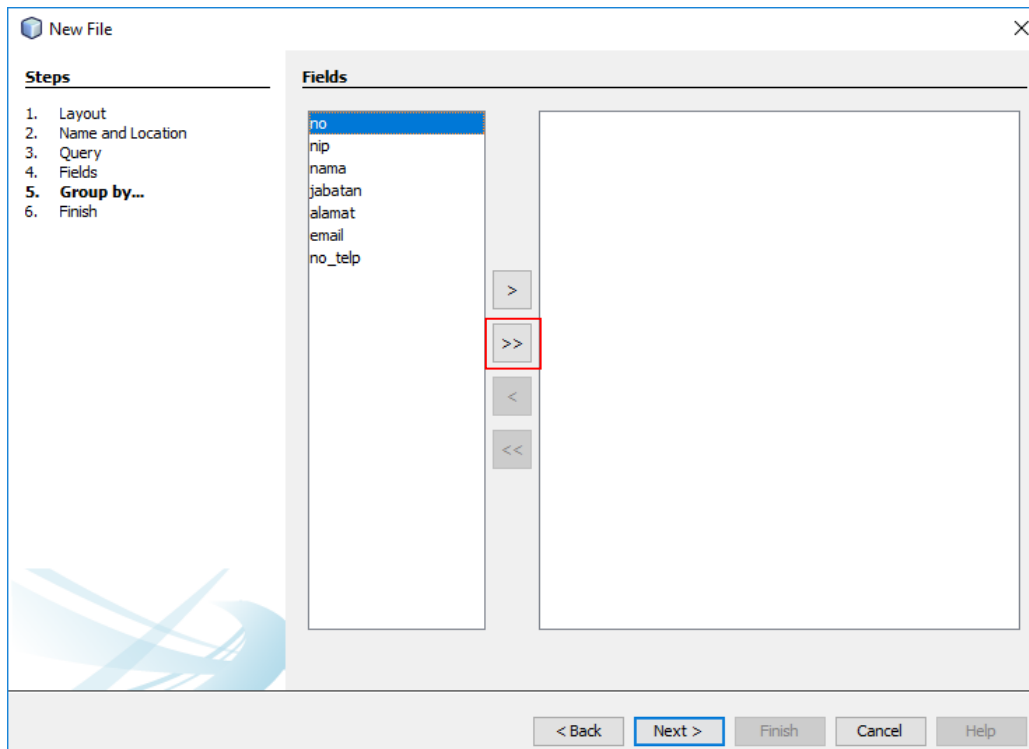 New File
Steps
1. Layout
2. Name and Location
3. Query
4. Fields
5. Group by...
6. Finish
Fields
no
nip
nama
jabatan
alamat
email
no_telp
>
>>
<
<<
< Back
Next >
Finish
Cancel
Help